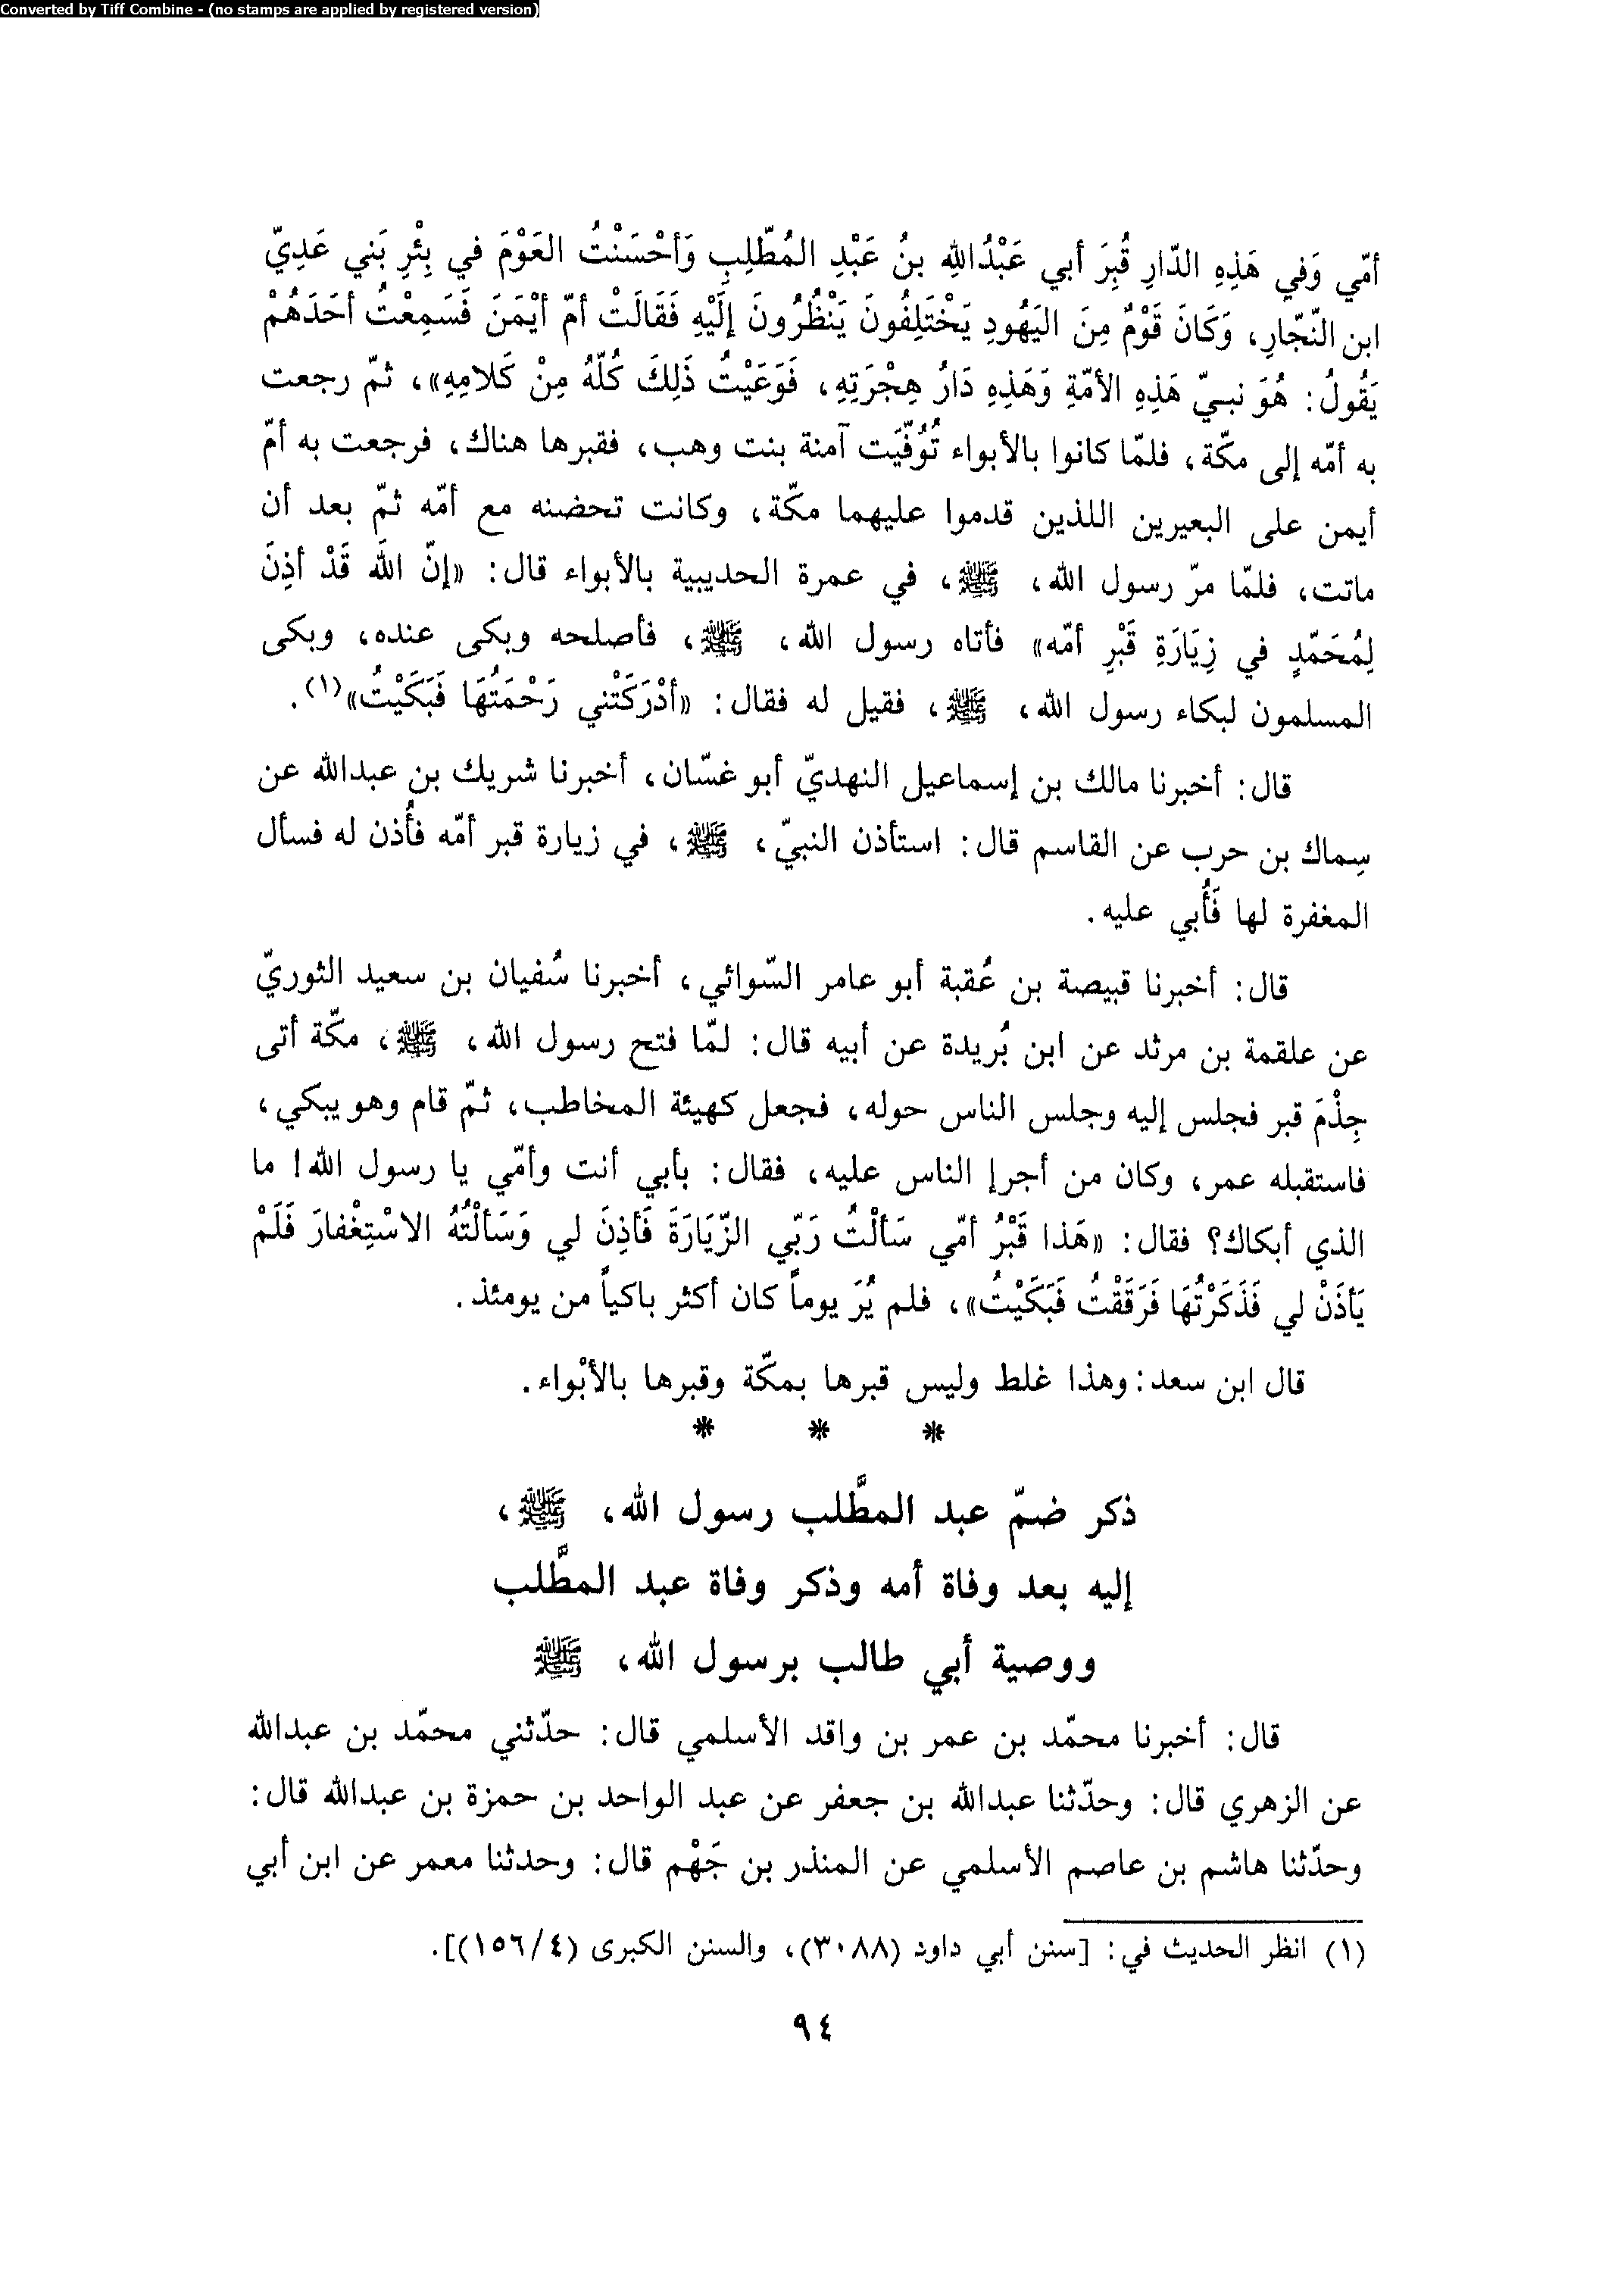 Converted by Tiff Combine - (no stamps are applied by registered version)
أمّي وَفي هَذِهِ الدّارِ قُبِرَ أبي عَبْدُاللهِ بنُ عَبْدِ المُطّلِبِ وَأحْسَنْتُ العَوْمَ في بِئْرِ بَني عَدِيّ
ابن النّجّارِ، وَكَانَ قَوْمٌ مِنَ اليَهُودِ يَخْتَلِفُونَ يَنْظُرُونَ إلَيْهِ فَقَالَتْ أمّ أيْمَنَ فَسَمِعْتُ أحَدَهُمْ
يَقُولُ: هُوَ نبيّ هَذِهِ الأمّةِ وَهَذِهِ دَارُ هِجْرَتِهِ، فَوَعَيْتُ ذَلِكَ كُلّهُ مِنْ كَلامِهِ»، ثمّ رجعت
به أمّه إلى مكّة، فلمّا كانوا بالأبواء تُوُفّيَت آمنة بنت وهب، فقبرها هناك، فرجعت به أمّ
أيمن على البعيرين اللذين قدموا عليهما مكّة، وكانت تحضنه مع أمّه ثمّ بعد أن
ماتت، فلمّا مرّ رسول الله، ﷺ، في عمرة الحديبية بالأبواء قال: «إنّ اللَه قَدْ أذِنَ
لِمُحَمّدٍ في زِيَارَةِ قَبْرِ أمّه» فأتاه رسول الله، ﷺ، فأصلحه وبكى عنده، وبكى
المسلمون لبكاء رسول الله، ﷺ، فقيل له فقال: «أدْرَكَتْني رَحْمَتُهَا فَبَكَيْتُ»(١).
قال: أخبرنا مالك بن إسماعيل النهديّ أبو غسّان، أخبرنا شريك بن عبدالله عن
سِماك بن حرب عن القاسم قال: استأذن النبيّ، ﷺ، في زيارة قبر أمّه فأُذن له فسأل
المغفرة لها فَأُبي عليه.
قال: أخبرنا قبيصة بن عُقبة أبو عامر السّوائي، أخبرنا سُفيان بن سعيد الثوريّ
عن علقمة بن مرثد عن ابن بُريدة عن أبيه قال: لمّا فتح رسول الله، ﷺ، مكّة أتى
جِذْمَ قبر فجلس إليه وجلس الناس حوله، فجعل كهيئة المخاطب، ثمّ قام وهو يبكي،
فاستقبله عمر، وكان من أجرإ الناس عليه، فقال: بأبي أنت وأمّي يا رسول الله! ما
الذي أبكاك؟ فقال: «هَذا قَبْرُ أمّي سَألْتُ رَبّي الزّيَارَةَ فَأذِنَ لي وَسَألْتُهُ الاسْتِغْفارَ فَلَمْ
يَأذَنْ لي فَذَكَرْتُهَا فَرَقَقْتُ فَبَكَيْتُ»، فلم يُرَ يوماً كان أكثر باكياً من يومئذ.
قال ابن سعد: وهذا غلط وليس قبرها بمكّة وقبرها بالأبْواء.
* * *
ذكر ضمّ عبد المطَّلب رسول الله، ﷺ،
إليه بعد وفاة أمه وذكر وفاة عبد المطَّلب
ووصية أبي طالب برسول الله، ﷺ
قال: أخبرنا محمّد بن عمر بن واقد الأسلمي قال: حدّثني محمّد بن عبدالله
عن الزهري قال: وحدّثنا عبدالله بن جعفر عن عبد الواحد بن حمزة بن عبدالله قال:
وحدّثنا هاشم بن عاصم الأسلمي عن المنذر بن جَهْم قال: وحدثنا معمر عن ابن أبي
(١) انظر الحديث في: [سنن أبي داود (٣٠٨٨)، والسنن الكبرى (١٥٦/٤)].
٩٤